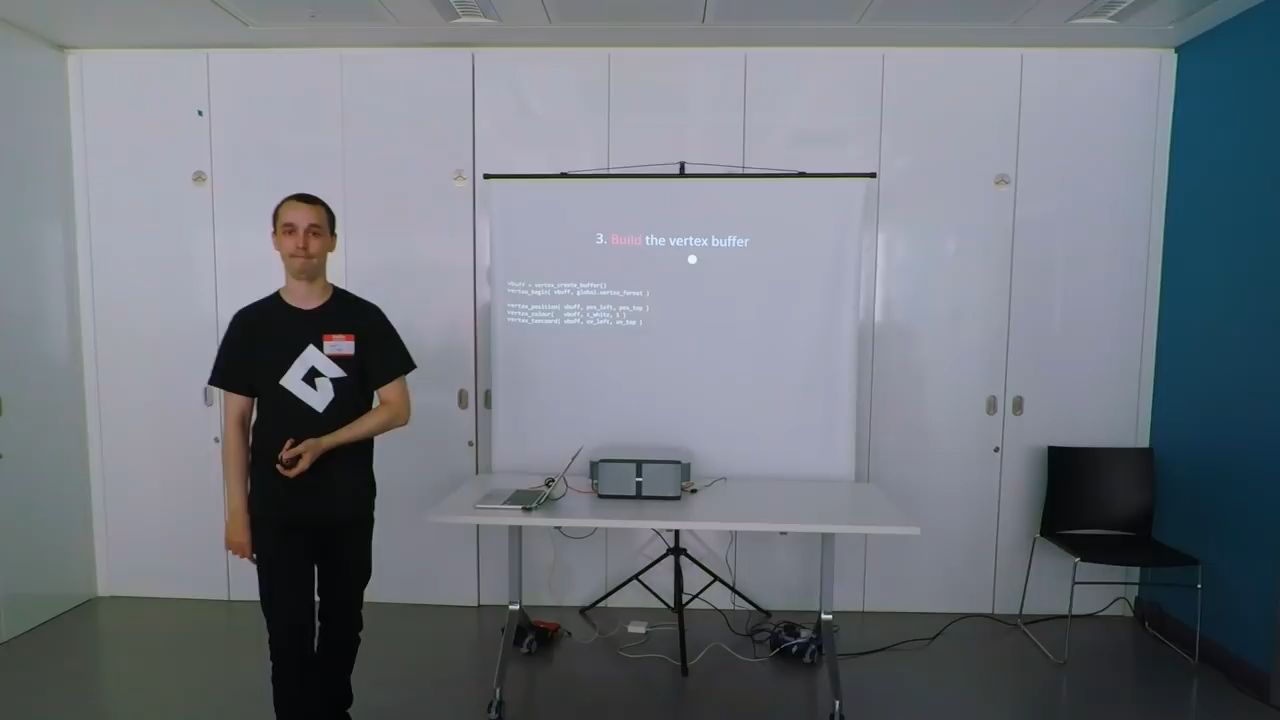 3. Build the vertex buffer
vbuff = vertex_create_buffer()
vertex_begin( vbuff, global.vertex_format )
vertex_position( vbuff, pos_left, pos_top )
vertex_colour( vbuff, c_white, 1 )
vertex_texcoord( vbuff, uv_left, uv_top )